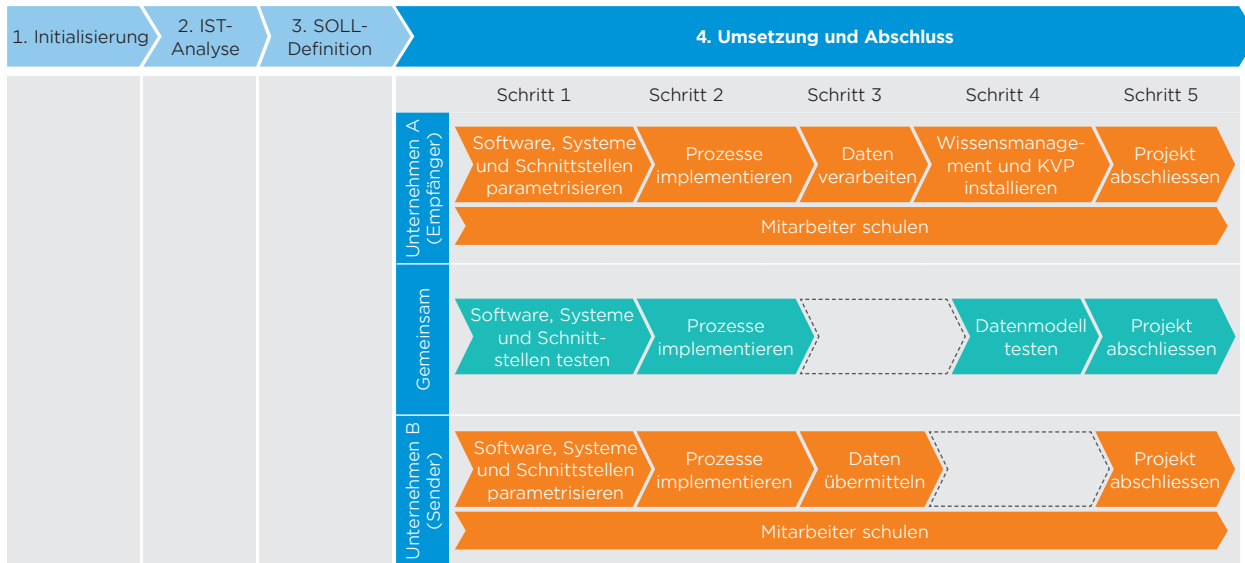 1. Initialisierung
2. IST-
Analyse
3. SOLL-
Definition
4. Umsetzung und Abschluss
Schritt 1
Schritt 2
Schritt 3
Schritt 4
Schritt 5
Unternehmen A
(Empfänger)
Software, Systeme
und Schnittstellen
parametrisieren
Prozesse
implementieren
Daten
verarbeiten
Wissensmanage-
ment und KVP
installieren
Projekt
abschliessen
Mitarbeiter schulen
Gemeinsam
Software, Systeme
und Schnitt-
stellen testen
Prozesse
implementieren
Datenmodell
testen
Projekt
abschliessen
Unternehmen B
(Sender)
Software, Systeme
und Schnittstellen
parametrisieren
Prozesse
implementieren
Daten
übermitteln
Projekt
abschliessen
Mitarbeiter schulen